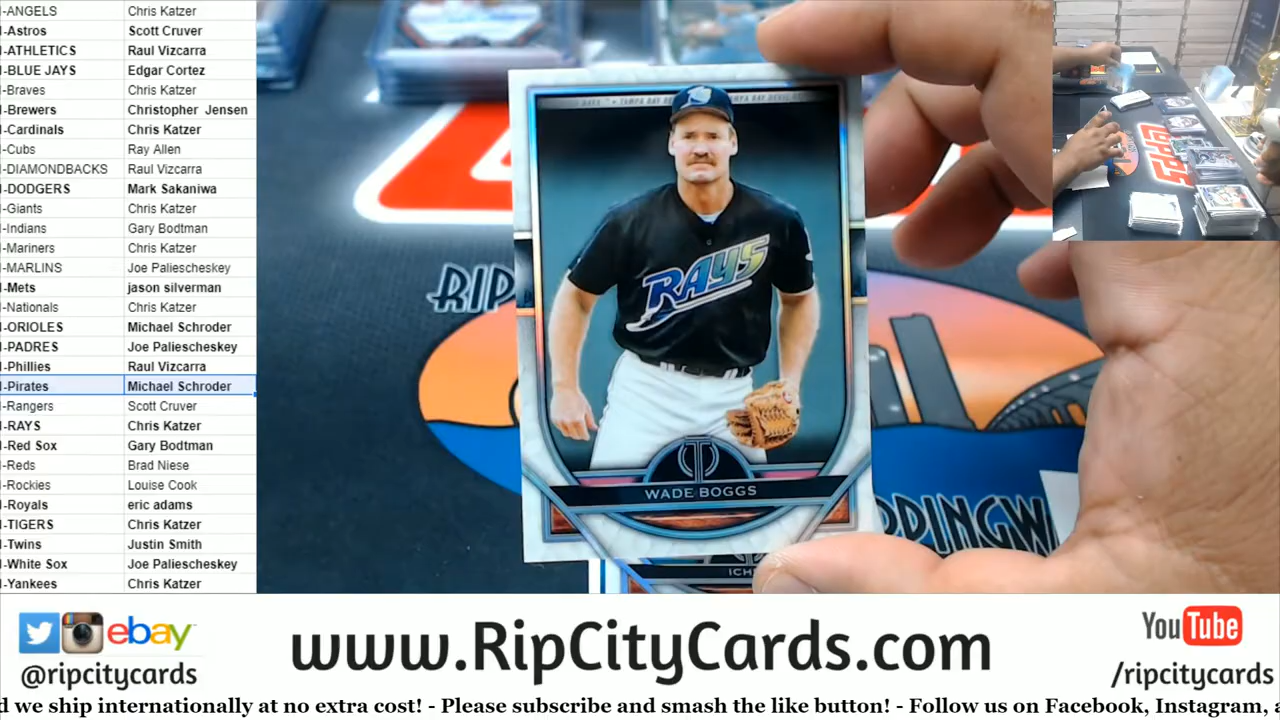 I-ANGELS Chris Katzer
I-Astros Scott Cruver
I-ATHLETICS Raul Vizcarra
I-BLUE JAYS Edgar Cortez
I-Braves Chris Katzer
I-Brewers Christopher Jensen
I-Cardinals Chris Katzer
I-Cubs Ray Allen
I-DIAMONDBACKS Raul Vizcarra
I-DODGERS Mark Sakaniwa
I-Giants Chris Katzer
I-Indians Gary Bodtman
I-Mariners Chris Katzer
I-MARLINS Joe Paliescheskey
I-Mets jason silverman
I-Nationals Chris Katzer
I-ORIOLES Michael Schroder
I-PADRES Joe Paliescheskey
I-Phillies Raul Vizcarra
I-Pirates Michael Schroder
I-Rangers Scott Cruver
I-RAYS Chris Katzer
I-Red Sox Gary Bodtman
I-Reds Brad Niese
I-Rockies Louise Cook
I-Royals eric adams
I-TIGERS Chris Katzer
I-Twins Justin Smith
I-White Sox Joe Paliescheskey
I-Yankees Chris Katzer
RAYS
WADE BOGGS
ICH
RIP
PPINGW
TOPPS
ebay
@ripcitycards
www.RipCityCards.com
YouTube
/ripcitycards
d we ship internationally at no extra cost! - Please subscribe and smash the like button! - Follow us on Facebook, Instagram, a